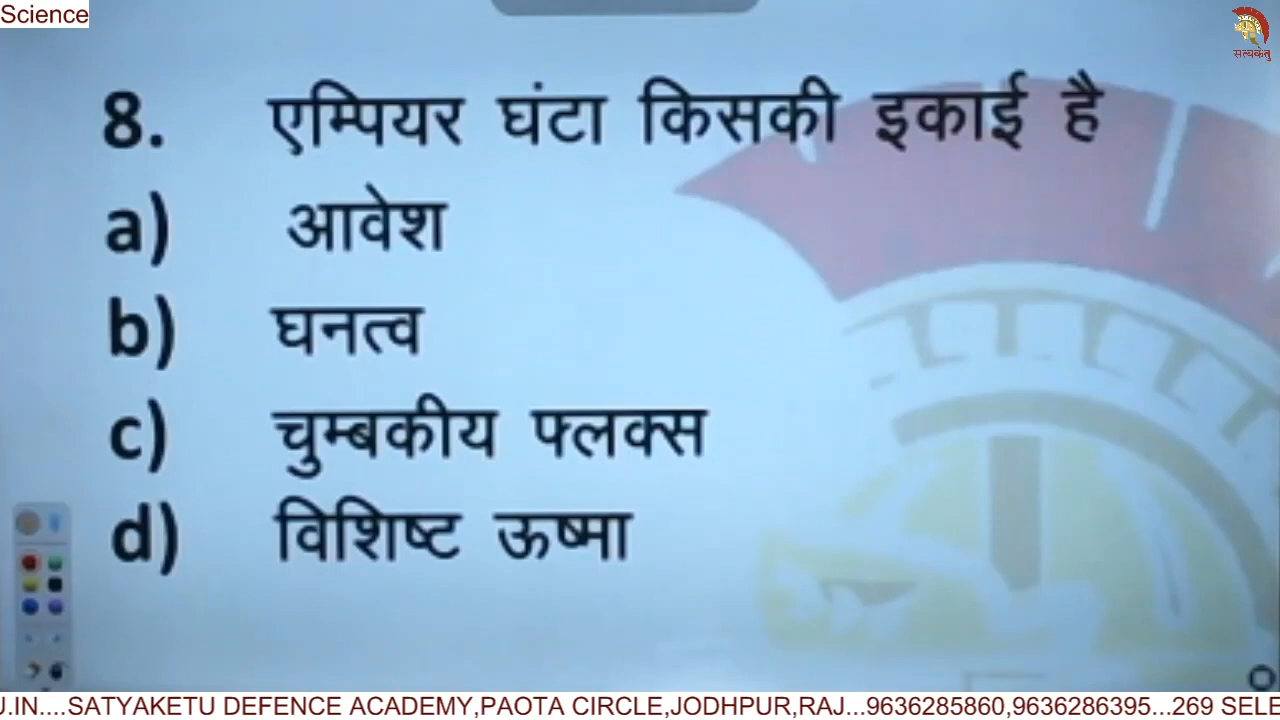 Science
सत्यकेतु
8. एम्पियर घंटा किसकी इकाई है
a) आवेश
b) घनत्व
c) चुम्बकीय फ्लक्स
d) विशिष्ट ऊष्मा
J.IN....SATYAKETU DEFENCE ACADEMY,PAOTA CIRCLE,JODHPUR,RAJ...9636285860,9636286395...269 SELE